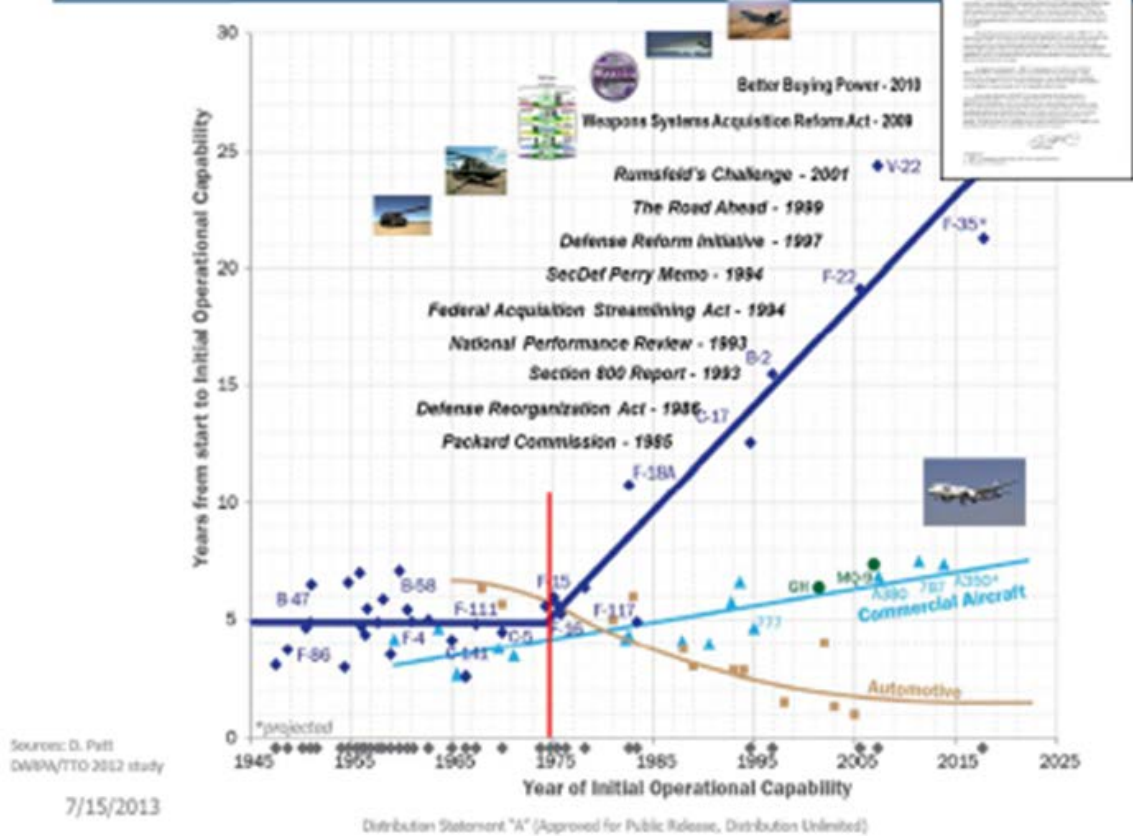 30
25
20
15
10
5
0
Years from start to Initial Operational Capability
Better Buying Power - 2010
Weapons Systems Acquisition Reform Act - 2009
Rumsfeld's Challenge - 2001
The Road Ahead - 1999
Defense Reform Initiative - 1997
SecDef Perry Memo - 1994
Federal Acquisition Streamlining Act - 1994
National Performance Review - 1993
Section 800 Report - 1993
Defense Reorganization Act - 1986
Packard Commission - 1985
V-22
F-35*
F-22
B-2
C-17
F-18A
F-15
B-47
B-58
F-111
F-117
F-16
F-4
C-5
F-86
C-141
GH
MQ-9
A380
787
A350*
777
Commercial Aircraft
Automotive
*projected
1945 1955 1965 1975 1985 1995 2005 2015 2025
Year of Initial Operational Capability
Sources: D. Patt
DARPA/TTO 2012 study
7/15/2013
Distribution Statement "A" (Approved for Public Release, Distribution Unlimited)